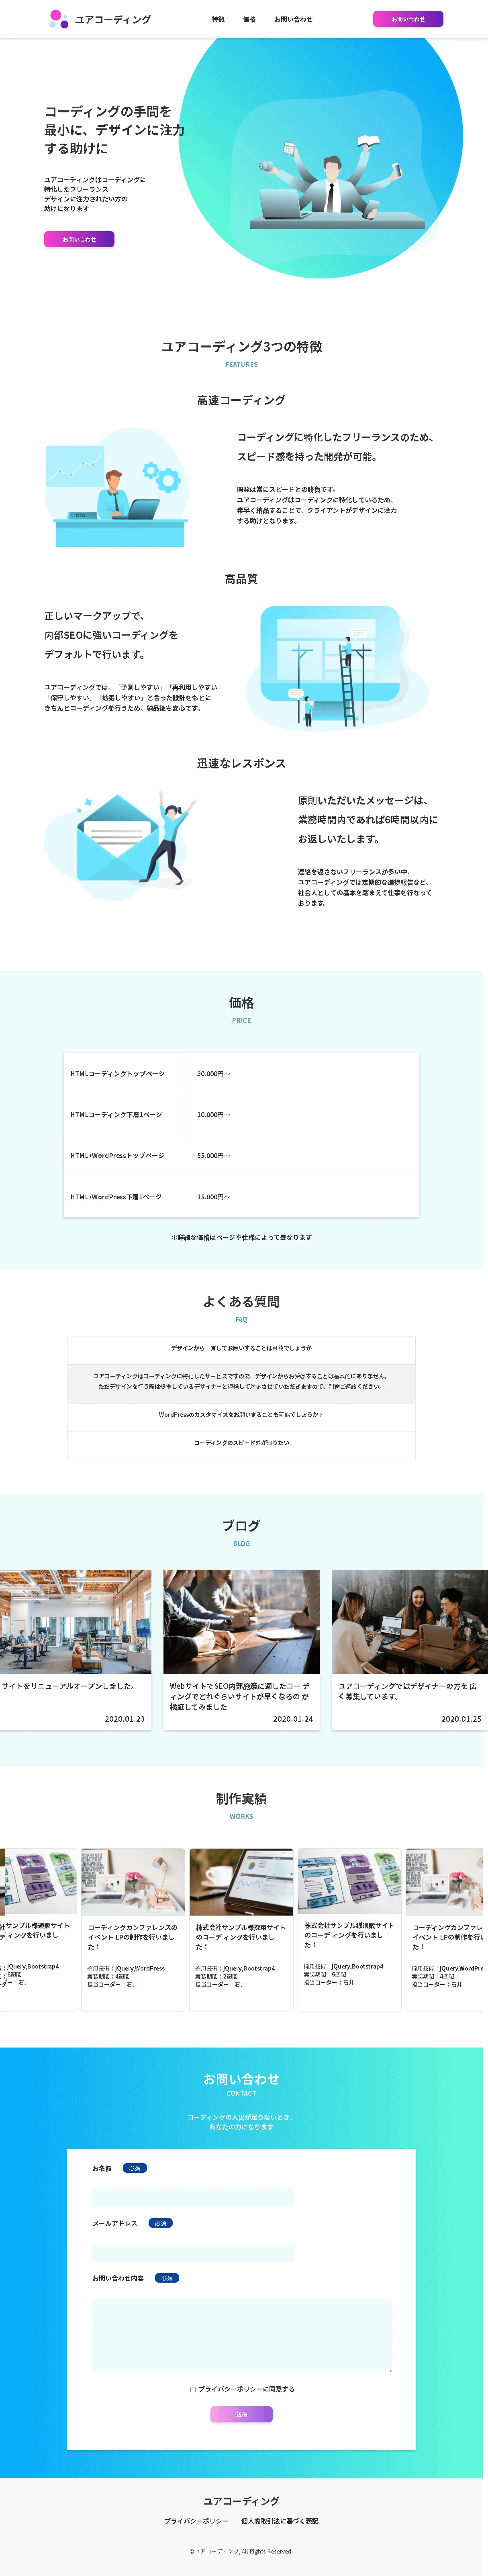 ユアコーディング
特徴
価格
お問い合わせ
お問い合わせ
コーディングの手間を
最小に、デザインに注力
する助けに
ユアコーディングはコーディングに
特化したフリーランス
デザインに注力されたい方の
助けになります
お問い合わせ
ユアコーディング3つの特徴
FEATURES
高速コーディング
CTO
コーディングに特化したフリーランスのため、
スピード感を持った開発が可能。
開発は常にスピードとの勝負です。
ユアコーディングはコーディングに特化しているため、
素早く納品することで、クライアントがデザインに注力
する助けとなります。
高品質
正しいマークアップで、
内部SEOに強いコーディングを
デフォルトで行います。
ユアコーディングでは、「予測しやすい」「再利用しやすい」
「保守しやすい」「拡張しやすい」と言った設計をもとに
きちんとコーディングを行うため、納品後も安心です。
迅速なレスポンス
原則いただいたメッセージは、
業務時間内であれば6時間以内に
お返しいたします。
連絡を返さないフリーランスが多い中、
ユアコーディングでは定期的な進捗報告など、
社会人としての基本を踏まえて仕事を行なって
おります。
価格
PRICE
HTMLコーディングトップページ
30,000円〜
HTMLコーディング下層1ページ
10,000円〜
HTML+WordPressトップページ
55,000円〜
HTML+WordPress下層1ページ
15,000円〜
＊詳細な価格はページや仕様によって異なります
よくある質問
FAQ
デザインから一貫してお願いすることは可能でしょうか
ユアコーディングはコーディングに特化したサービスですので、デザインからお受けすることは基本的にありません。
ただデザインを行う際は提携しているデザイナーと連携して対応させていただきますので、別途ご連絡ください。
WordPressのカスタマイズをお願いすることも可能でしょうか？
コーディングのスピード感が知りたい
ブログ
BLOG
サイトをリニューアルオープンしました。
2020.01.23
WebサイトでSEO内部施策に適したコー デ
ィングでどれぐらいサイトが早くなるの か
検証してみました
2020.01.24
ユアコーディングではデザイナーの方を 広
く募集しています。
2020.01.25
制作実績
WORKS
社サンプル様通販サイト
ィングを行いまし
jQuery,Bootstrap4
6週間
ー：石井
コーディングカンファレンスの
イベント LPの制作を行いまし
た！
採用技術：jQuery,WordPress
実装期間：4週間
担当コーダー：石井
株式会社サンプル様採用サイト
のコーディ ングを行いまし
た！
採用技術：jQuery,Bootstrap4
実装期間：2週間
担当コーダー：石井
株式会社サンプル様通販サイト
のコーディ ングを行いまし
た！
採用技術：jQuery,Bootstrap4
実装期間：6週間
担当コーダー：石井
コーディングカンファレ
イベント LPの制作を行い
た！
採用技術：jQuery,WordPre
実装期間：4週間
担当コーダー：石井
お問い合わせ
CONTACT
コーディングの人出が足りないとき、
あなたの力になります
お名前
必須
メールアドレス
必須
お問い合わせ内容
必須
プライバシーポリシーに同意する
送信
ユアコーディング
プライバシーポリシー
個人間取引法に基づく表記
©ユアコーディング, All Rights Reserved.